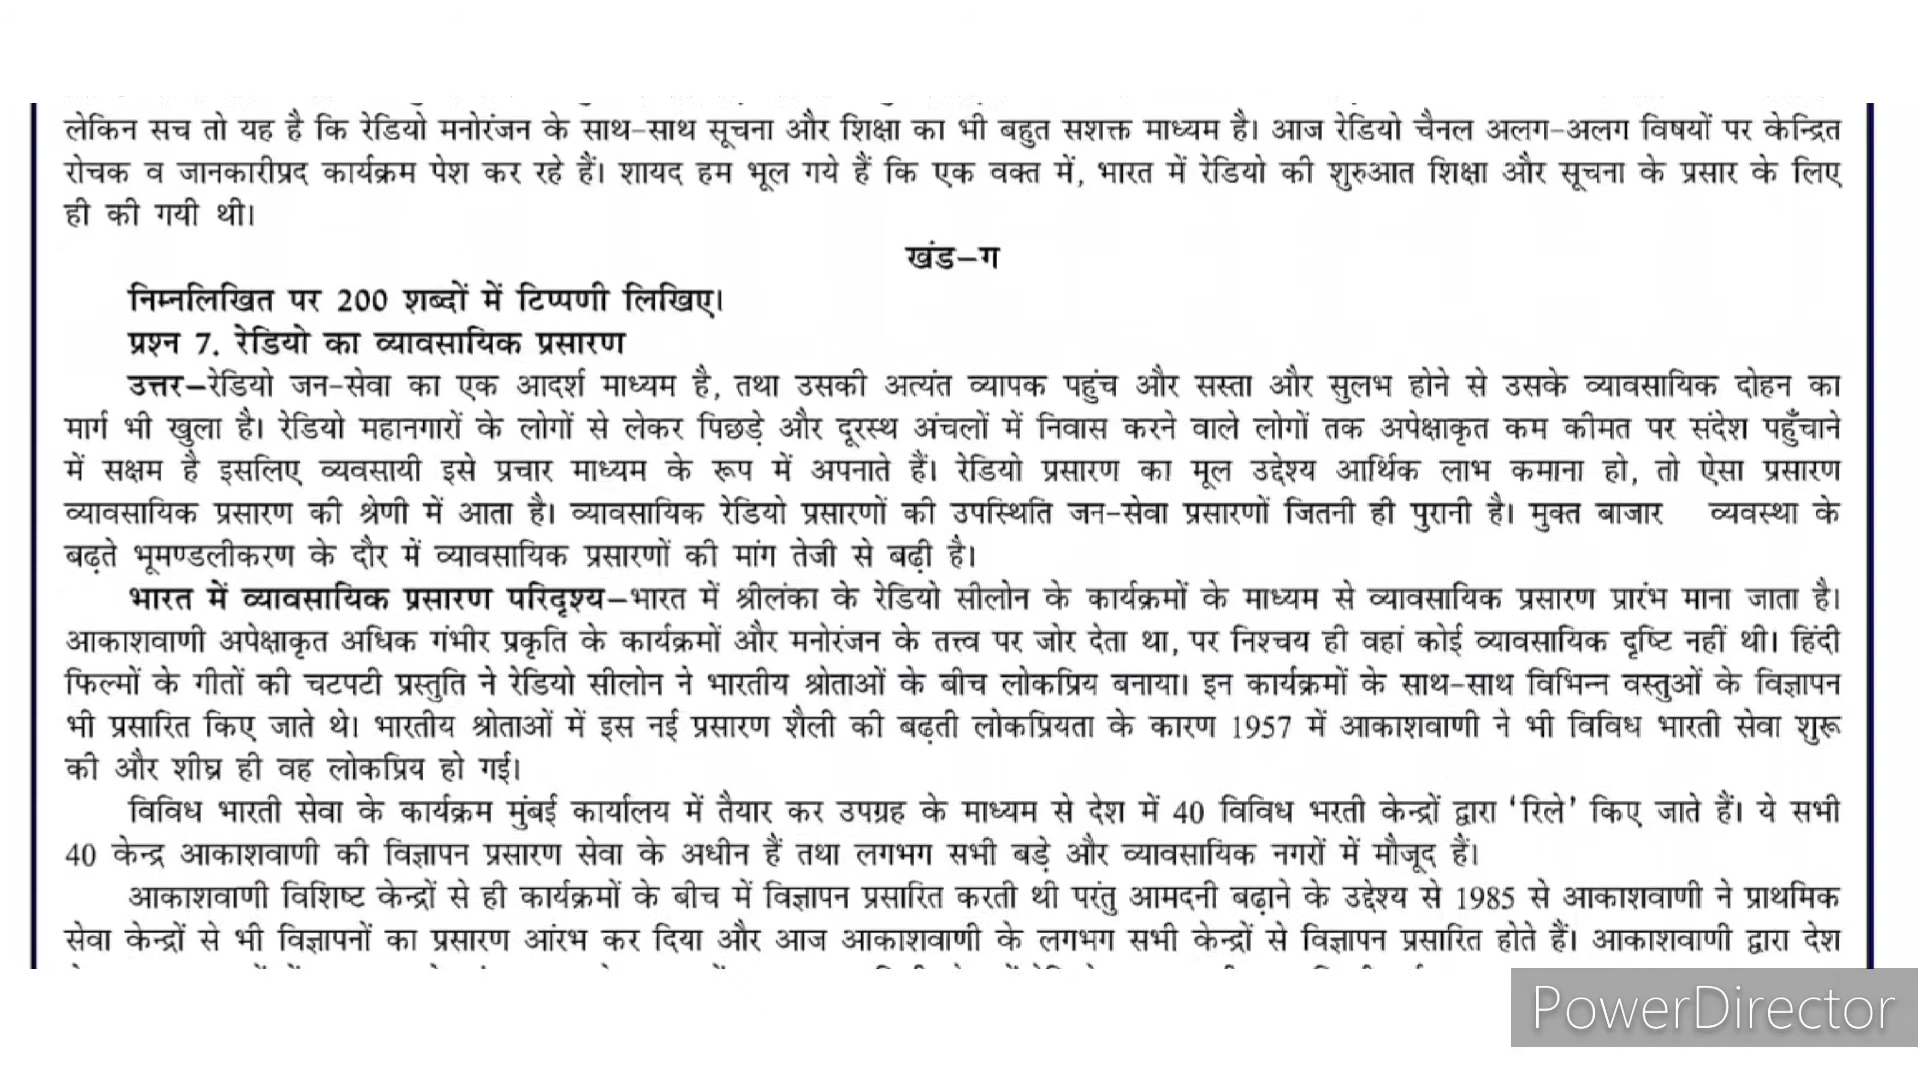 लेकिन सच तो यह है कि रेडियो मनोरंजन के साथ-साथ सूचना और शिक्षा का भी बहुत सशक्त माध्यम है। आज रेडियो चैनल अलग-अलग विषयों पर केन्द्रित
रोचक व जानकारीप्रद कार्यक्रम पेश कर रहे हैं। शायद हम भूल गये हैं कि एक वक्त में, भारत में रेडियो की शुरुआत शिक्षा और सूचना के प्रसार के लिए
ही की गयी थी।
खंड–ग
निम्नलिखित पर 200 शब्दों में टिप्पणी लिखिए।
प्रश्न 7. रेडियो का व्यावसायिक प्रसारण
उत्तर–रेडियो जन-सेवा का एक आदर्श माध्यम है, तथा उसकी अत्यंत व्यापक पहुंच और सस्ता और सुलभ होने से उसके व्यावसायिक दोहन का
मार्ग भी खुला है। रेडियो महानगारों के लोगों से लेकर पिछड़े और दूरस्थ अंचलों में निवास करने वाले लोगों तक अपेक्षाकृत कम कीमत पर संदेश पहुँचाने
में सक्षम है इसलिए व्यवसायी इसे प्रचार माध्यम के रूप में अपनाते हैं। रेडियो प्रसारण का मूल उद्देश्य आर्थिक लाभ कमाना हो, तो ऐसा प्रसारण
व्यावसायिक प्रसारण की श्रेणी में आता है। व्यावसायिक रेडियो प्रसारणों की उपस्थिति जन-सेवा प्रसारणों जितनी ही पुरानी है। मुक्त बाजार व्यवस्था के
बढ़ते भूमण्डलीकरण के दौर में व्यावसायिक प्रसारणों की मांग तेजी से बढ़ी है।
भारत में व्यावसायिक प्रसारण परिदृश्य–भारत में श्रीलंका के रेडियो सीलोन के कार्यक्रमों के माध्यम से व्यावसायिक प्रसारण प्रारंभ माना जाता है।
आकाशवाणी अपेक्षाकृत अधिक गंभीर प्रकृति के कार्यक्रमों और मनोरंजन के तत्त्व पर जोर देता था, पर निश्चय ही वहां कोई व्यावसायिक दृष्टि नहीं थी। हिंदी
फिल्मों के गीतों की चटपटी प्रस्तुति ने रेडियो सीलोन ने भारतीय श्रोताओं के बीच लोकप्रिय बनाया। इन कार्यक्रमों के साथ-साथ विभिन्न वस्तुओं के विज्ञापन
भी प्रसारित किए जाते थे। भारतीय श्रोताओं में इस नई प्रसारण शैली की बढ़ती लोकप्रियता के कारण 1957 में आकाशवाणी ने भी विविध भारती सेवा शुरू
की और शीघ्र ही वह लोकप्रिय हो गई।
विविध भारती सेवा के कार्यक्रम मुंबई कार्यालय में तैयार कर उपग्रह के माध्यम से देश में 40 विविध भरती केन्द्रों द्वारा 'रिले' किए जाते हैं। ये सभी
40 केन्द्र आकाशवाणी की विज्ञापन प्रसारण सेवा के अधीन हैं तथा लगभग सभी बड़े और व्यावसायिक नगरों में मौजूद हैं।
आकाशवाणी विशिष्ट केन्द्रों से ही कार्यक्रमों के बीच में विज्ञापन प्रसारित करती थी परंतु आमदनी बढ़ाने के उद्देश्य से 1985 से आकाशवाणी ने प्राथमिक
सेवा केन्द्रों से भी विज्ञापनों का प्रसारण आंरभ कर दिया और आज आकाशवाणी के लगभग सभी केन्द्रों से विज्ञापन प्रसारित होते हैं। आकाशवाणी द्वारा देश
PowerDirector